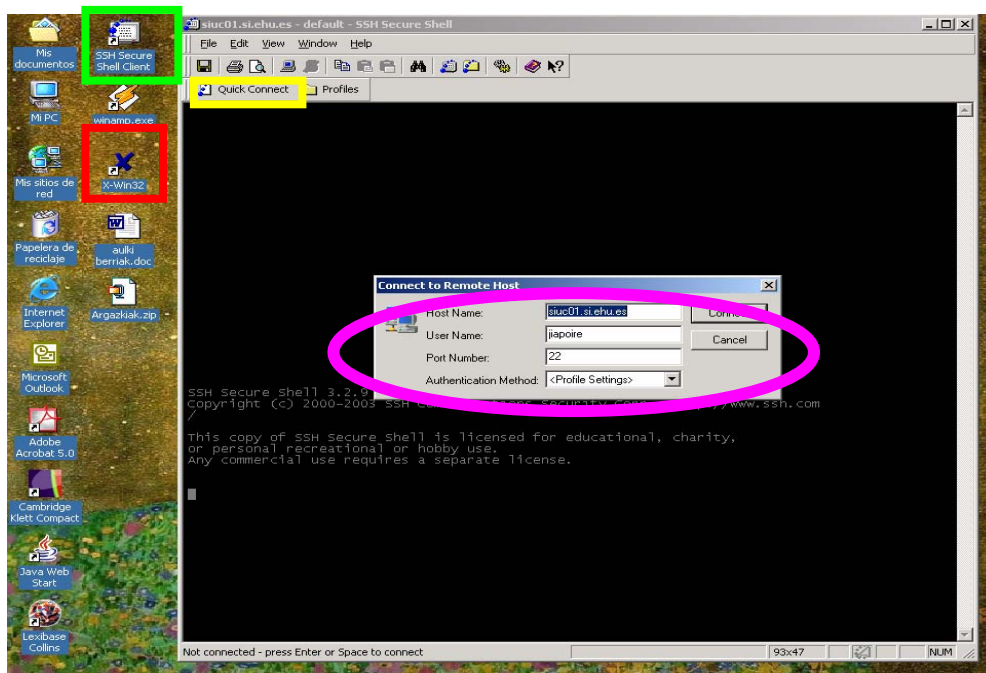 Mis
documentos
SSH Secure
Shell Client
Mi PC
winamp.exe
Mis sitios de
red
X-Win32
Papelera de
reciclaje
aulki
berriak.doc
Internet
Explorer
Argazkiak.zip
Microsoft
Outlook
Adobe
Acrobat 5.0
Cambridge
Klett Compact
Java Web
Start
Lexibase
Collins
siuc01.si.ehu.es - default - SSH Secure Shell
File Edit View Window Help
Quick Connect Profiles
Connect to Remote Host
Host Name: siuc01.si.ehu.es
User Name: jiapoire
Cancel
Port Number: 22
Authentication Method: <Profile Settings>
SSH Secure Shell 3.2.9
Copyright (c) 2000-2003 SSH
www.ssh.com
/
This copy of SSH Secure Shell is licensed for educational, charity,
or personal recreational or hobby use.
Any commercial use requires a separate license.
Not connected - press Enter or Space to connect 93x47 NUM